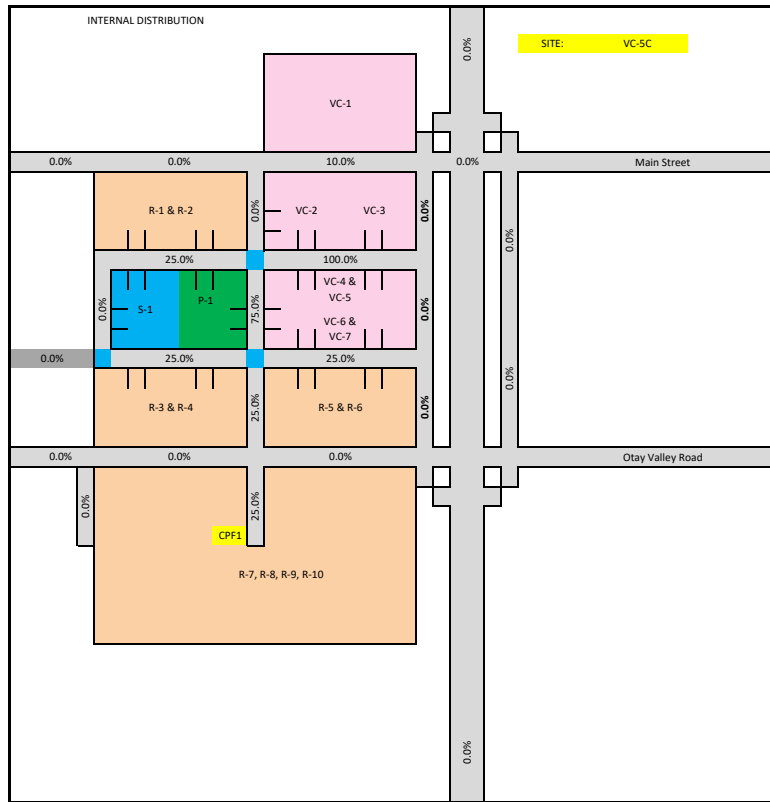 INTERNAL DISTRIBUTION
SITE: VC-5C
0.0%
VC-1
0.0% 0.0% 10.0% 0.0% Main Street
R-1 & R-2
0.0%
VC-2 VC-3
0.0%
0.0%
25.0% 100.0%
0.0%
S-1
P-1
75.0%
VC-4 &
VC-5
VC-6 &
VC-7
0.0%
0.0% 25.0% 25.0%
0.0%
R-3 & R-4
25.0%
R-5 & R-6
0.0%
0.0% 0.0% 0.0% Otay Valley Road
0.0%
25.0%
CPF1
R-7, R-8, R-9, R-10
0.0%